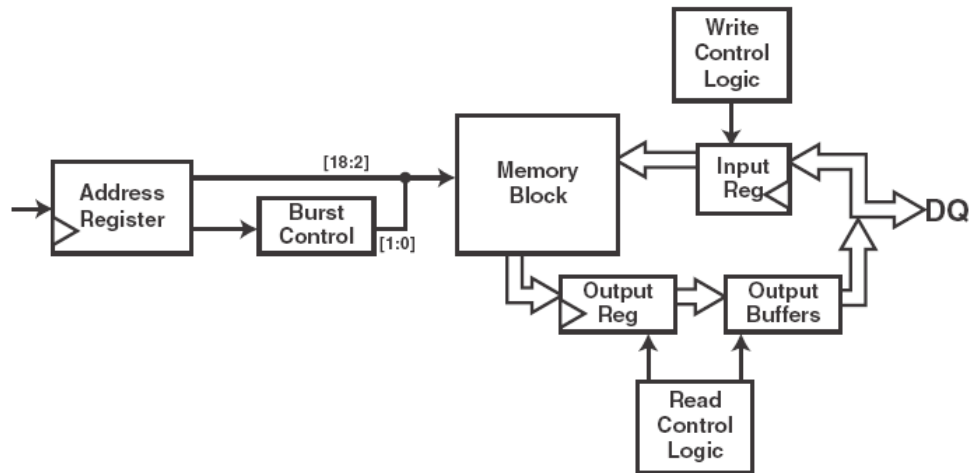 Write
Control
Logic
[18:2]
Address
Register
Burst
Control
[1:0]
Memory
Block
Input
Reg
DQ
Output
Reg
Output
Buffers
Read
Control
Logic